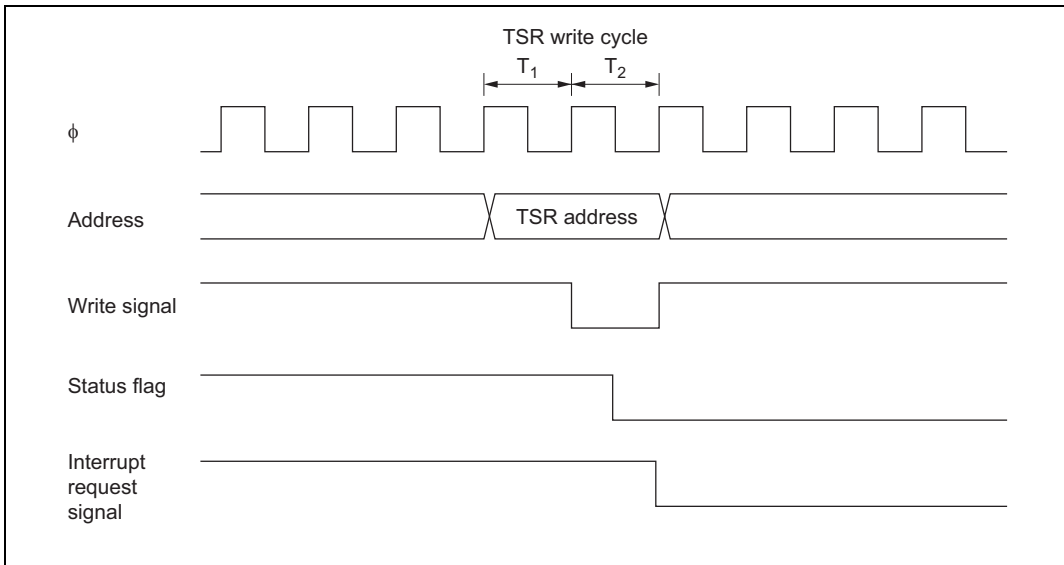 TSR write cycle
T1 T2
ϕ
Address
TSR address
Write signal
Status flag
Interrupt
request
signal